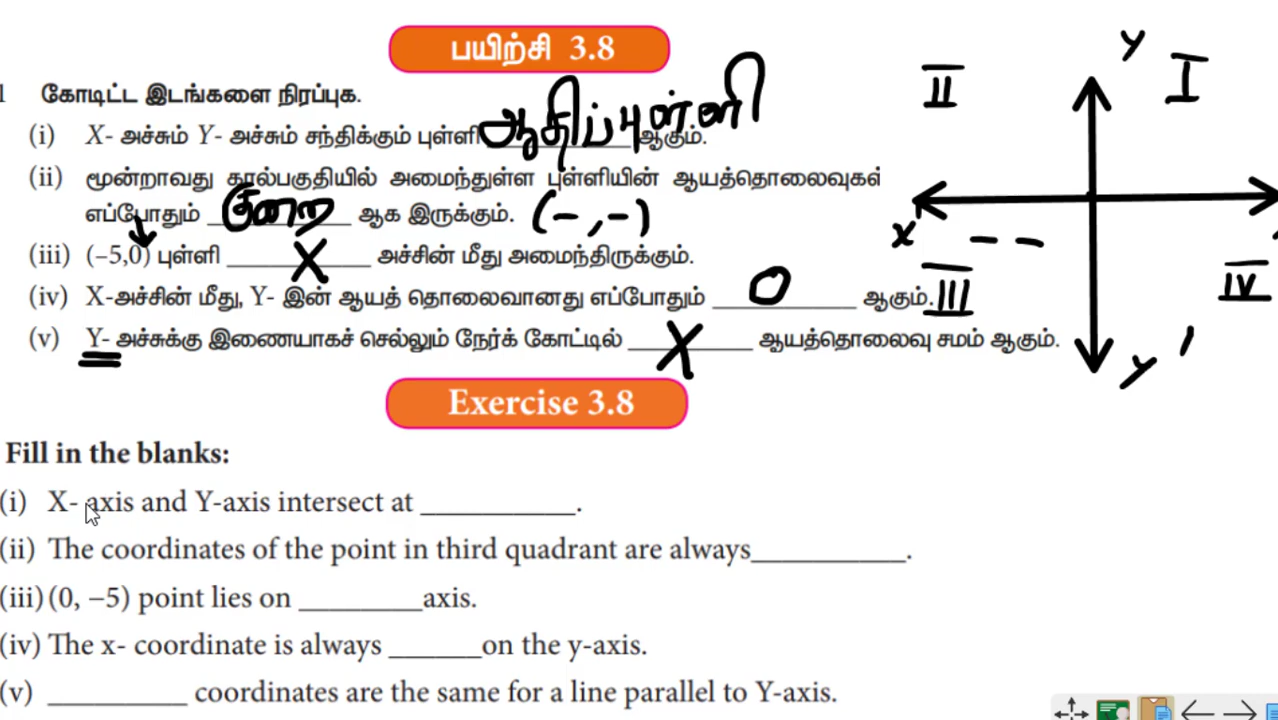 பயிற்சி 3.8
1 கோடிட்ட இடங்களை நிரப்புக.
(i) X- அச்சும் Y- அச்சும் சந்திக்கும் புள்ளி ஆதிப்புள்ளி ஆகும்.
(ii) மூன்றாவது கால்பகுதியில் அமைந்துள்ள புள்ளியின் ஆயத்தொலைவுகள்
எப்போதும் குறை ஆக இருக்கும். (–, –)
(iii) (–5,0) புள்ளி X அச்சின் மீது அமைந்திருக்கும்.
(iv) X-அச்சின் மீது, Y- இன் ஆயத் தொலைவானது எப்போதும் 0 ஆகும்.
(v) Y- அச்சுக்கு இணையாகச் செல்லும் நேர்க் கோட்டில் X ஆயத்தொலைவு சமம் ஆகும்.
y
II I
x' – –
III IV
y'
Exercise 3.8
Fill in the blanks:
(i) X- axis and Y-axis intersect at __________.
(ii) The coordinates of the point in third quadrant are always__________.
(iii) (0, −5) point lies on ________axis.
(iv) The x- coordinate is always ______on the y-axis.
(v) _________ coordinates are the same for a line parallel to Y-axis.